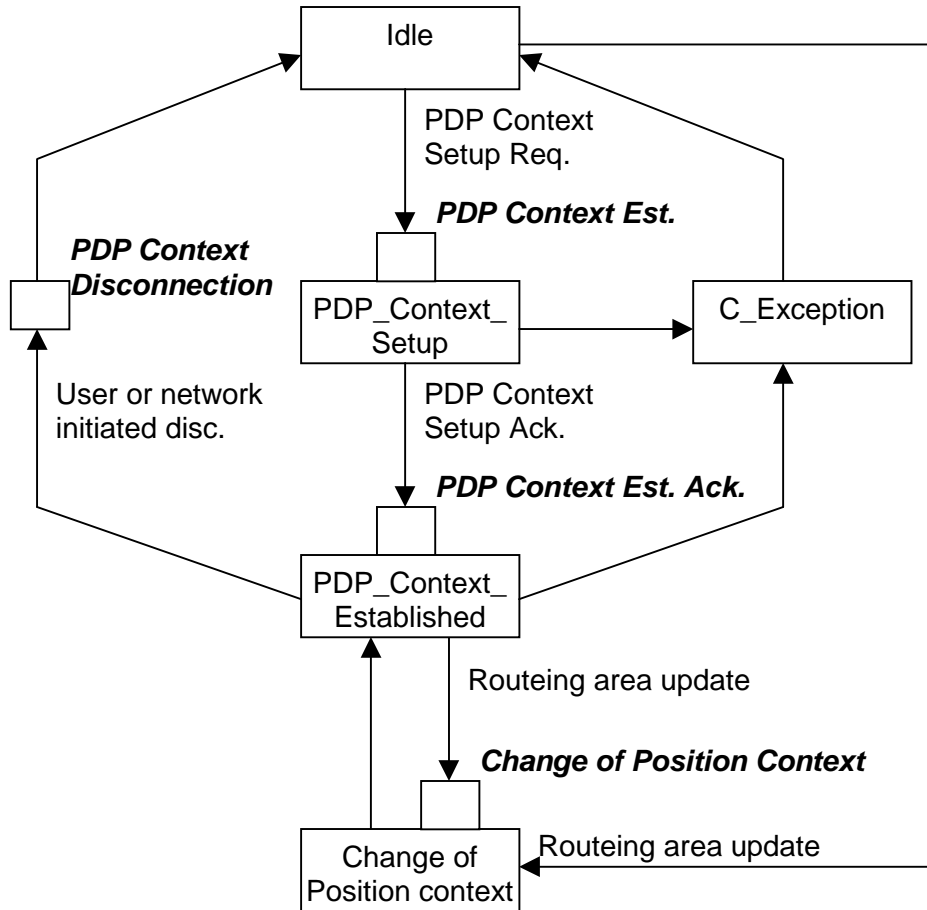 Idle
PDP Context
Setup Req.
PDP Context Est.
PDP Context
Disconnection
PDP_Context_
Setup
C_Exception
User or network
initiated disc.
PDP Context
Setup Ack.
PDP Context Est. Ack.
PDP_Context_
Established
Routeing area update
Change of Position Context
Change of
Position context
Routeing area update